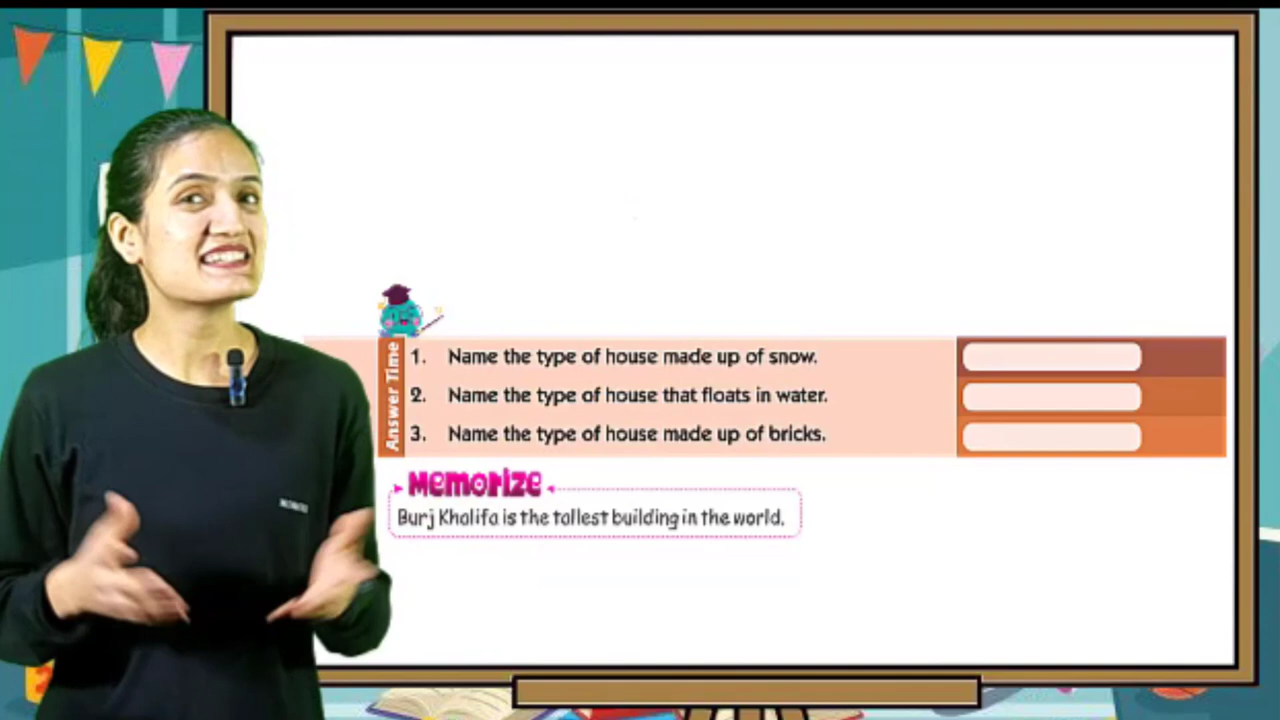 Answer Time
1. Name the type of house made up of snow.
2. Name the type of house that floats in water.
3. Name the type of house made up of bricks.
Memorize
Burj Khalifa is the tallest building in the world.